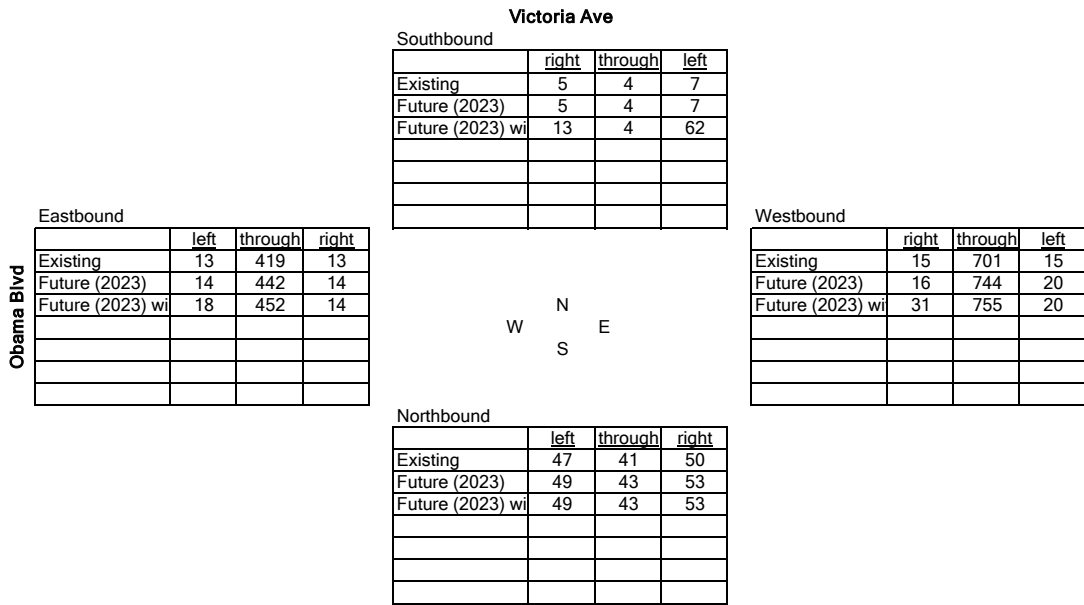 Victoria Ave
Southbound
right through left
Existing 5 4 7
Future (2023) 5 4 7
Future (2023) wi 13 4 62
Eastbound
left through right
Existing 13 419 13
Future (2023) 14 442 14
Future (2023) wi 18 452 14
Obama Blvd
N
W E
S
Westbound
right through left
Existing 15 701 15
Future (2023) 16 744 20
Future (2023) wi 31 755 20
Northbound
left through right
Existing 47 41 50
Future (2023) 49 43 53
Future (2023) wi 49 43 53